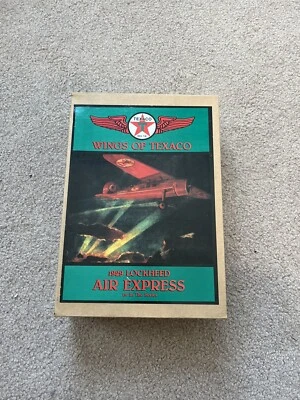 TEXACO
WINGS OF TEXACO
1929 LOCKHEED
AIR EXPRESS